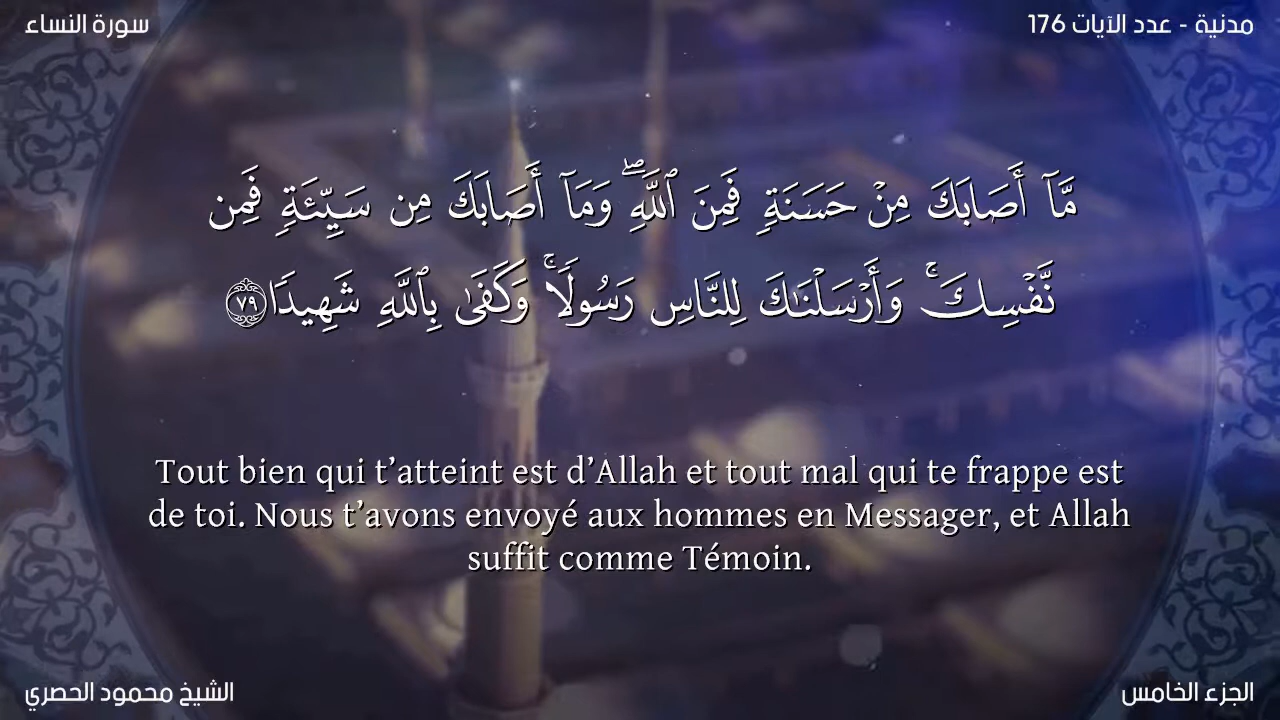 سورة النساء
مدنية - عدد الآيات 176
مَّآ أَصَابَكَ مِنْ حَسَنَةٍ فَمِنَ ٱللَّهِ ۖ وَمَآ أَصَابَكَ مِن سَيِّئَةٍ فَمِن
نَّفْسِكَ ۚ وَأَرْسَلْنَٰكَ لِلنَّاسِ رَسُولًا ۚ وَكَفَىٰ بِٱللَّهِ شَهِيدًا ٧٩
Tout bien qui t’atteint est d’Allah et tout mal qui te frappe est
de toi. Nous t’avons envoyé aux hommes en Messager, et Allah
suffit comme Témoin.
الشيخ محمود الحصري
الجزء الخامس